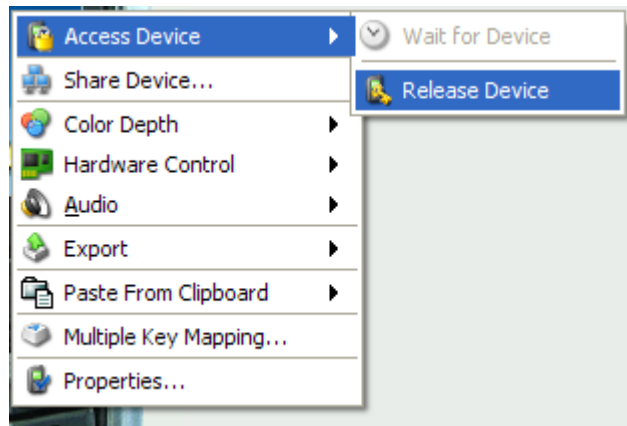 Access Device
Wait for Device
Share Device...
Release Device
Color Depth
Hardware Control
Audio
Export
Paste From Clipboard
Multiple Key Mapping...
Properties...